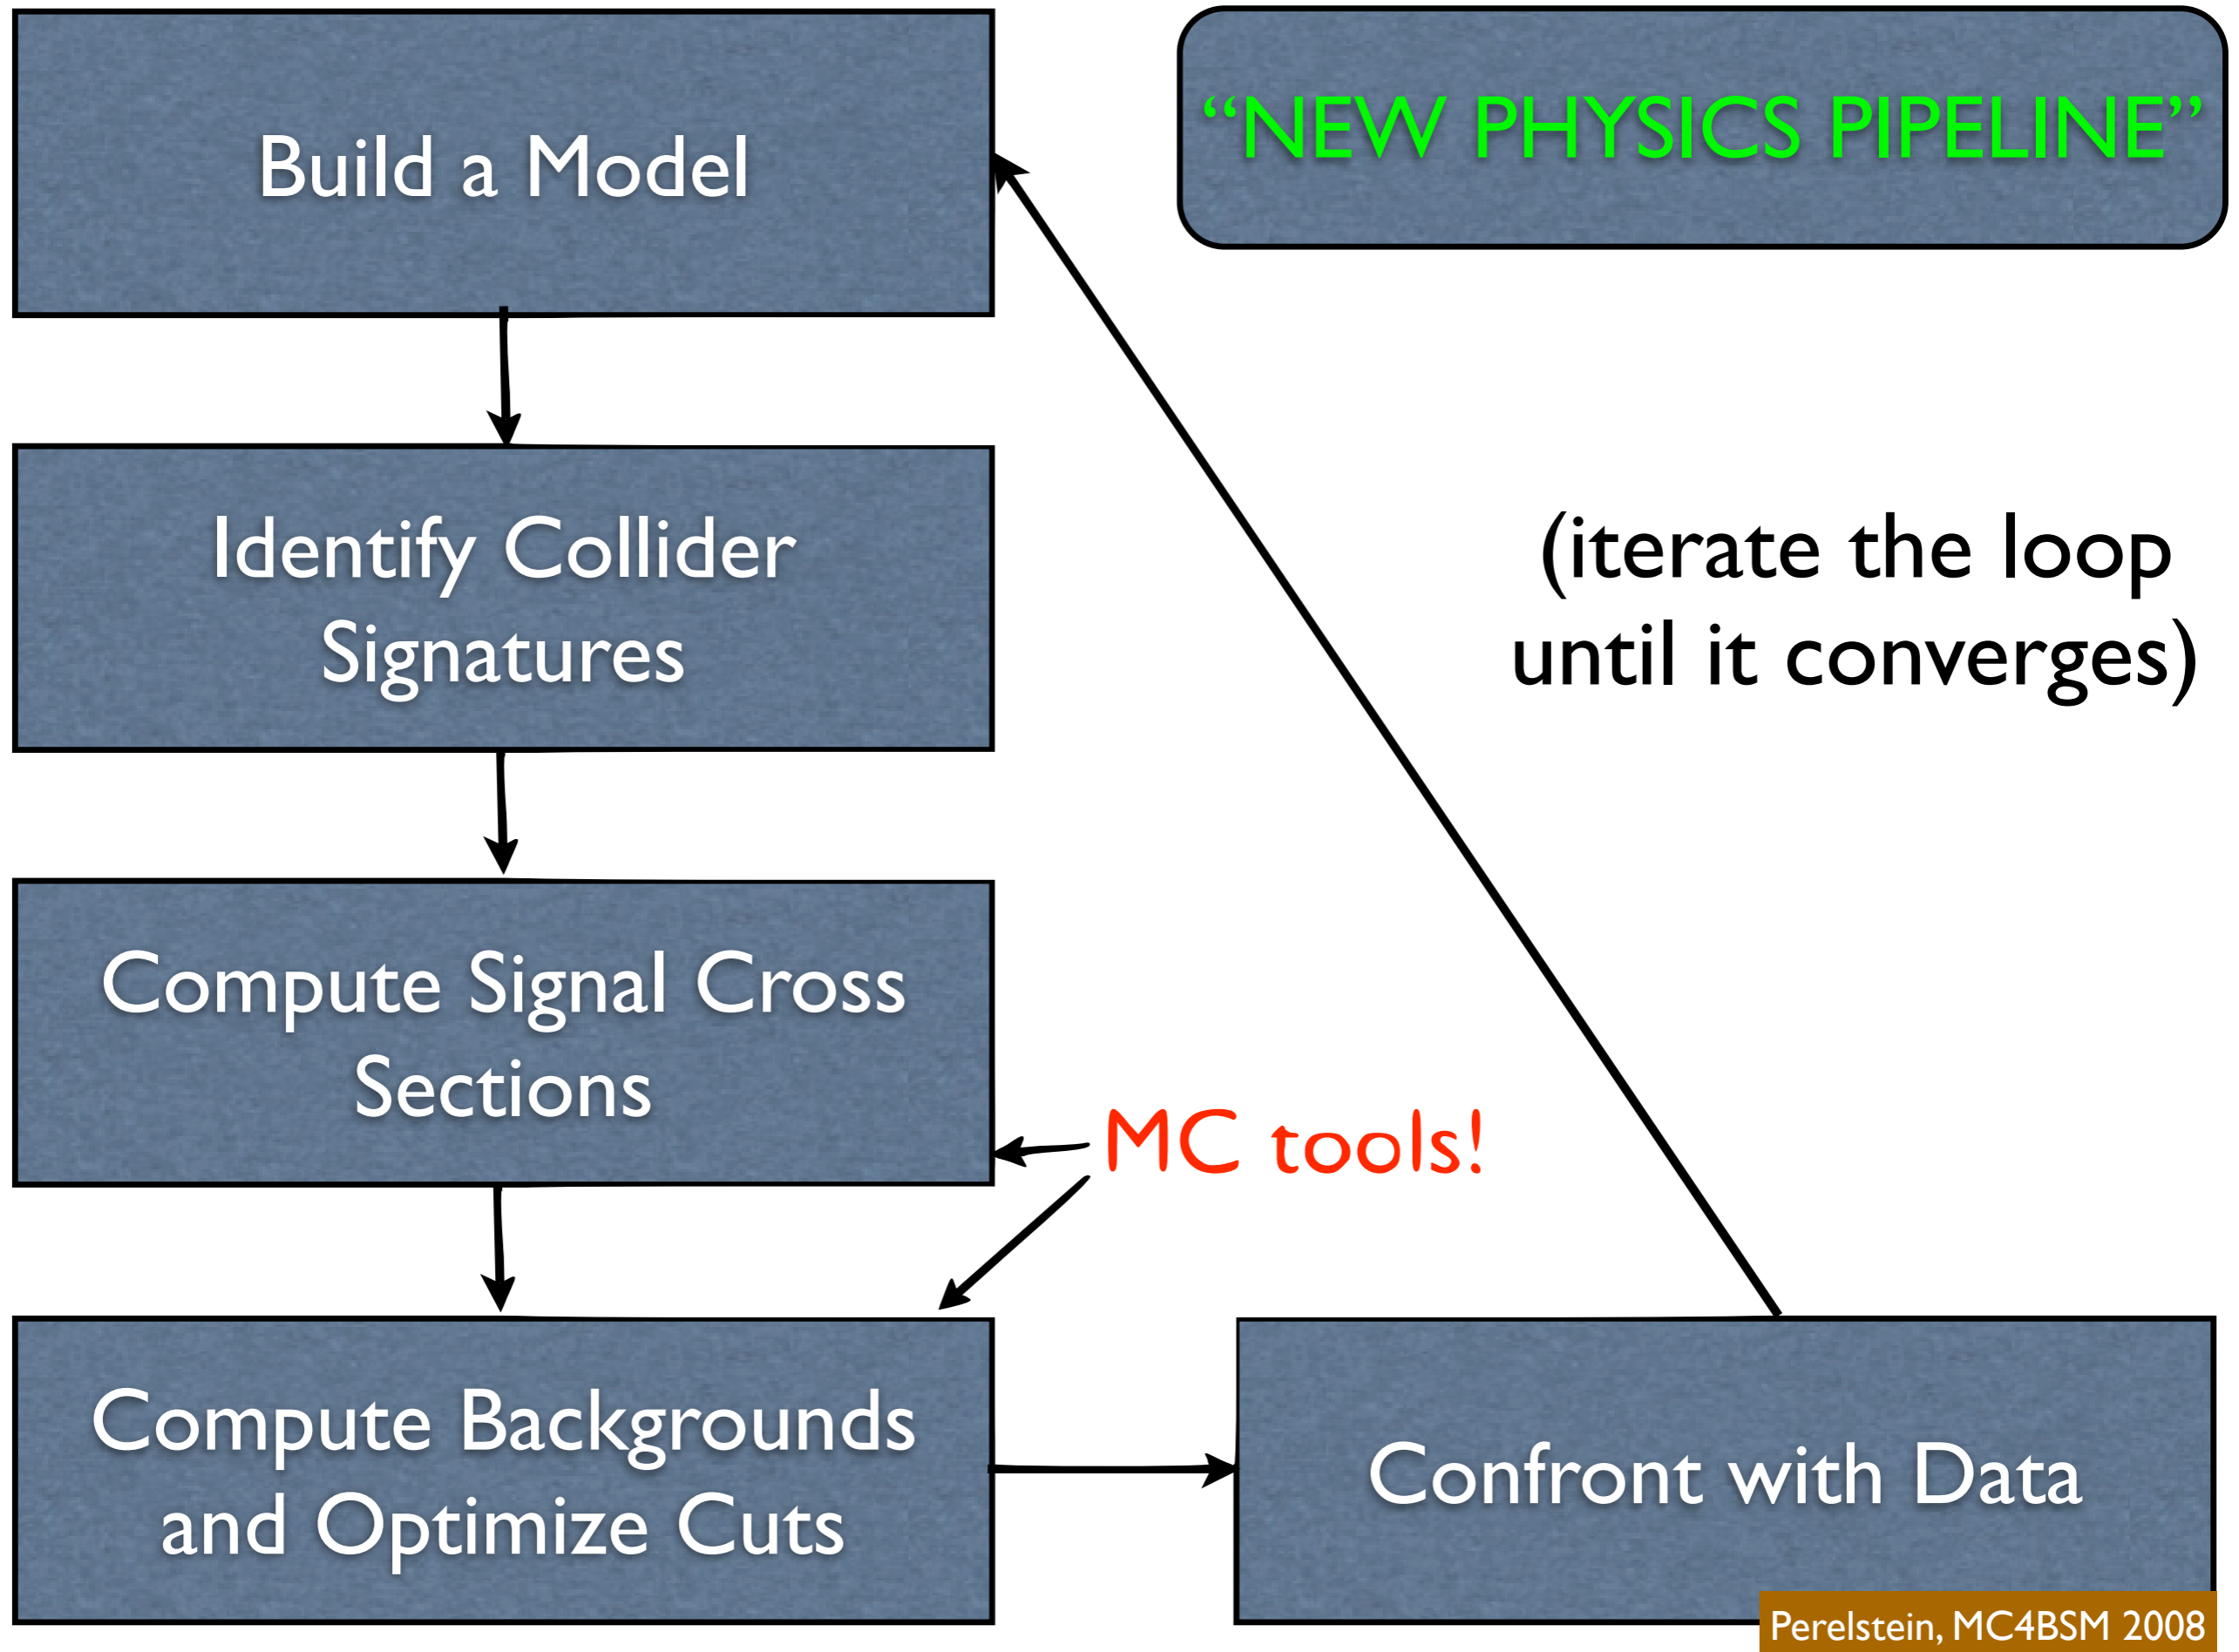 Build a Model
“NEW PHYSICS PIPELINE”
Identify Collider
Signatures
(iterate the loop
until it converges)
Compute Signal Cross
Sections
MC tools!
Compute Backgrounds
and Optimize Cuts
Confront with Data
Perelstein, MC4BSM 2008